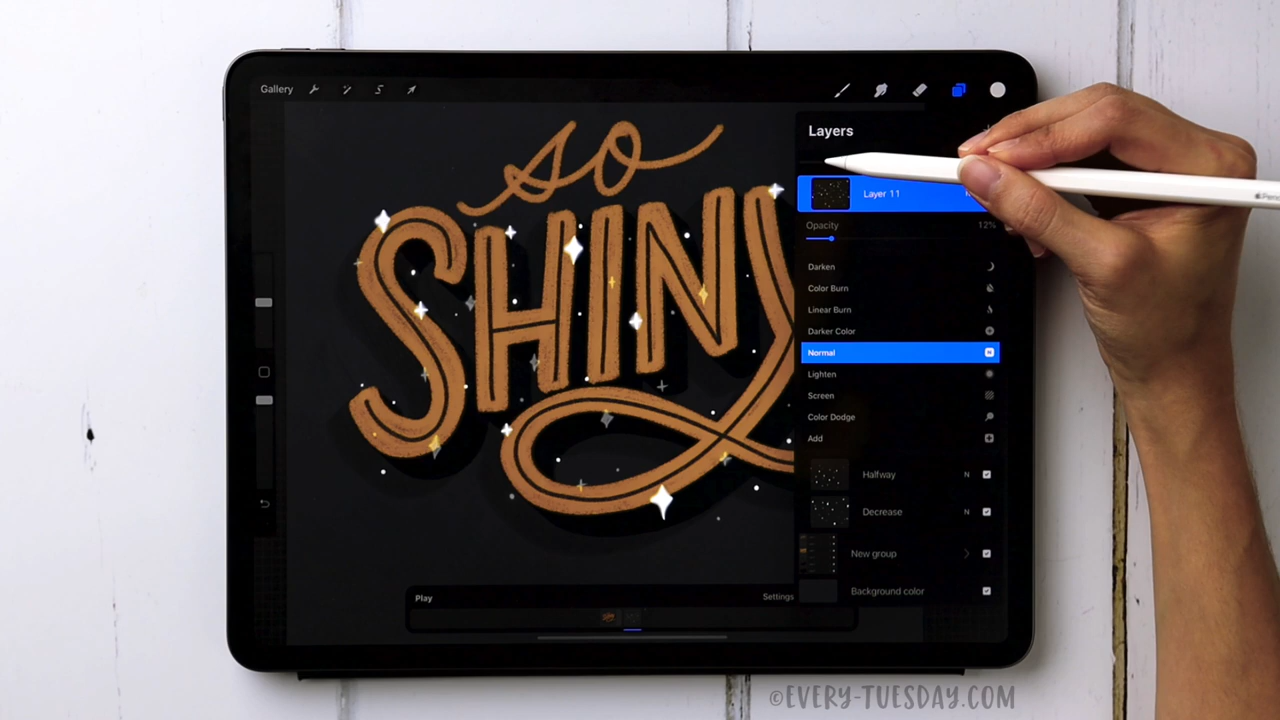 Gallery
so
SHINY
Layers
Layer 11
Opacity
12%
Darken
Color Burn
Linear Burn
Darker Color
Normal
N
Lighten
Screen
Color Dodge
Add
Halfway
N
Decrease
N
New group
Background color
Play
Settings
©EVERY-TUESDAY.COM